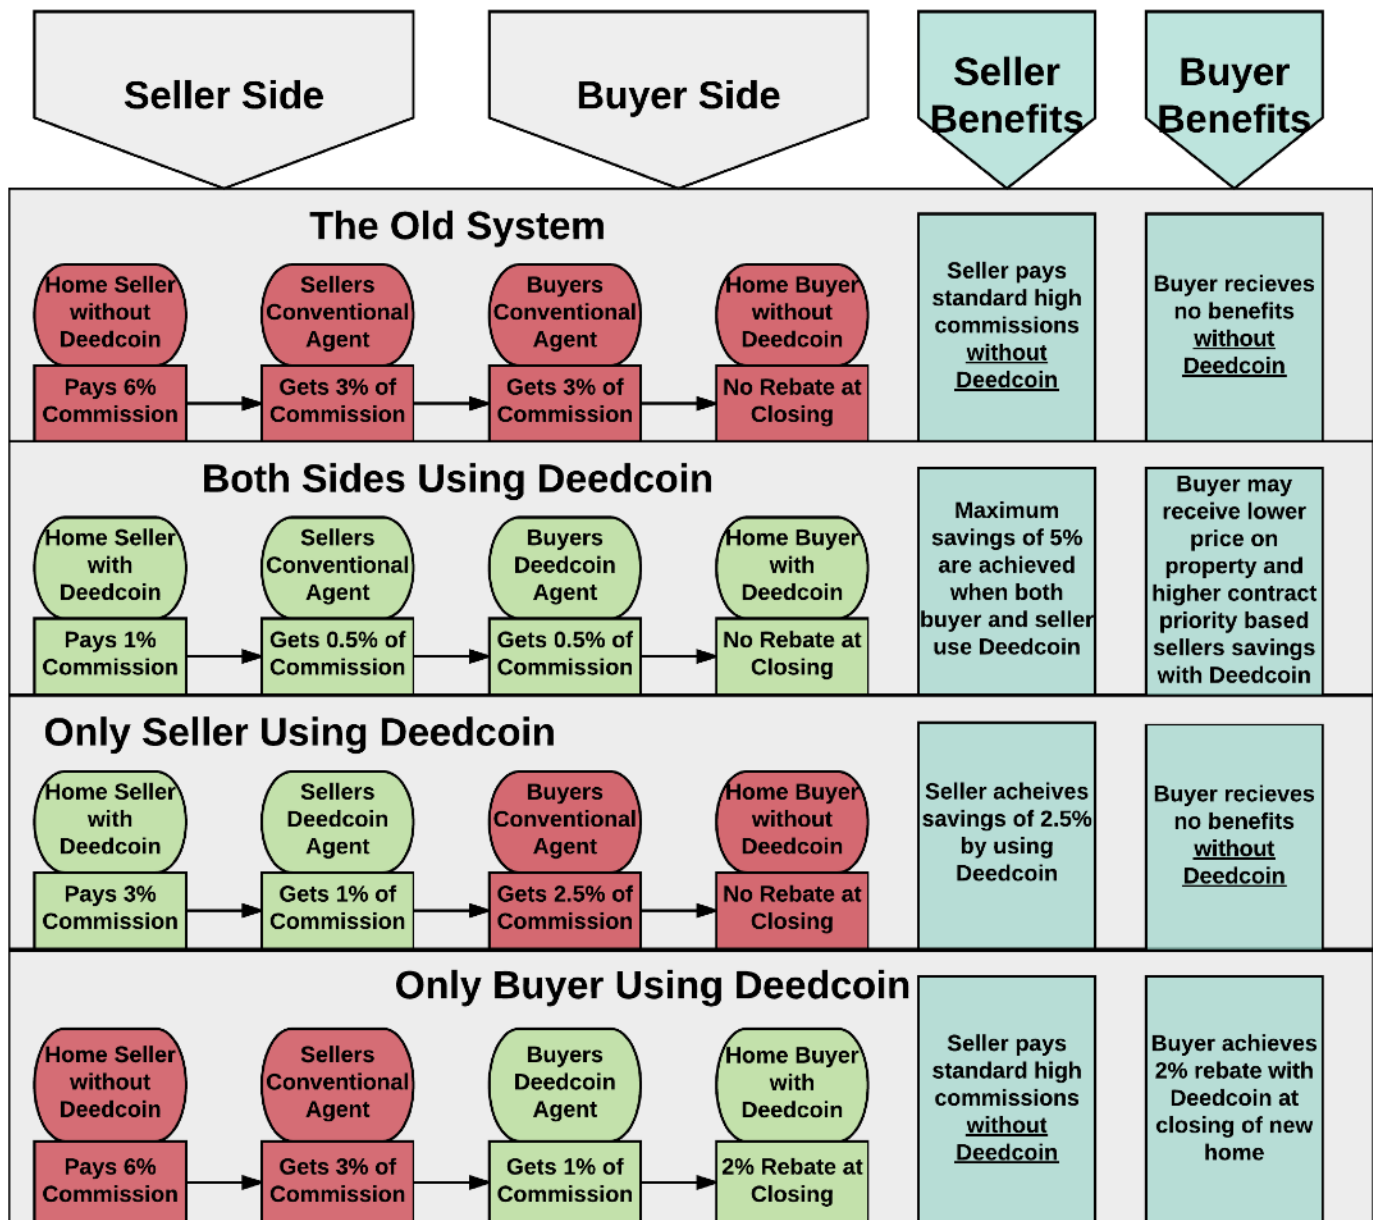 Seller Side
Buyer Side
Seller
Benefits
Buyer
Benefits
The Old System
Home Seller
without
Deedcoin
Pays 6%
Commission
Sellers
Conventional
Agent
Gets 3% of
Commission
Buyers
Conventional
Agent
Gets 3% of
Commission
Home Buyer
without
Deedcoin
No Rebate at
Closing
Seller pays
standard high
commissions
without
Deedcoin
Buyer recieves
no benefits
without
Deedcoin
Both Sides Using Deedcoin
Home Seller
with
Deedcoin
Pays 1%
Commission
Sellers
Conventional
Agent
Gets 0.5% of
Commission
Buyers
Deedcoin
Agent
Gets 0.5% of
Commission
Home Buyer
with
Deedcoin
No Rebate at
Closing
Maximum
savings of 5%
are achieved
when both
buyer and seller
use Deedcoin
Buyer may
receive lower
price on
property and
higher contract
priority based
sellers savings
with Deedcoin
Only Seller Using Deedcoin
Home Seller
with
Deedcoin
Pays 3%
Commission
Sellers
Deedcoin
Agent
Gets 1% of
Commission
Buyers
Conventional
Agent
Gets 2.5% of
Commission
Home Buyer
without
Deedcoin
No Rebate at
Closing
Seller acheives
savings of 2.5%
by using
Deedcoin
Buyer recieves
no benefits
without
Deedcoin
Only Buyer Using Deedcoin
Home Seller
without
Deedcoin
Pays 6%
Commission
Sellers
Conventional
Agent
Gets 3% of
Commission
Buyers
Deedcoin
Agent
Gets 1% of
Commission
Home Buyer
with
Deedcoin
2% Rebate at
Closing
Seller pays
standard high
commissions
without
Deedcoin
Buyer achieves
2% rebate with
Deedcoin at
closing of new
home